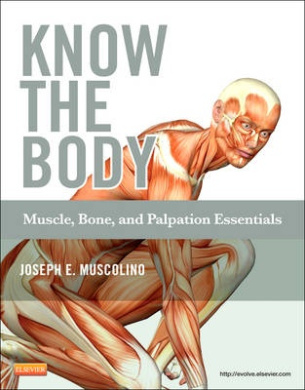 KNOW
THE
BODY
Muscle, Bone, and Palpation Essentials
JOSEPH E. MUSCOLINO
ELSEVIER
http://evolve.elsevier.com